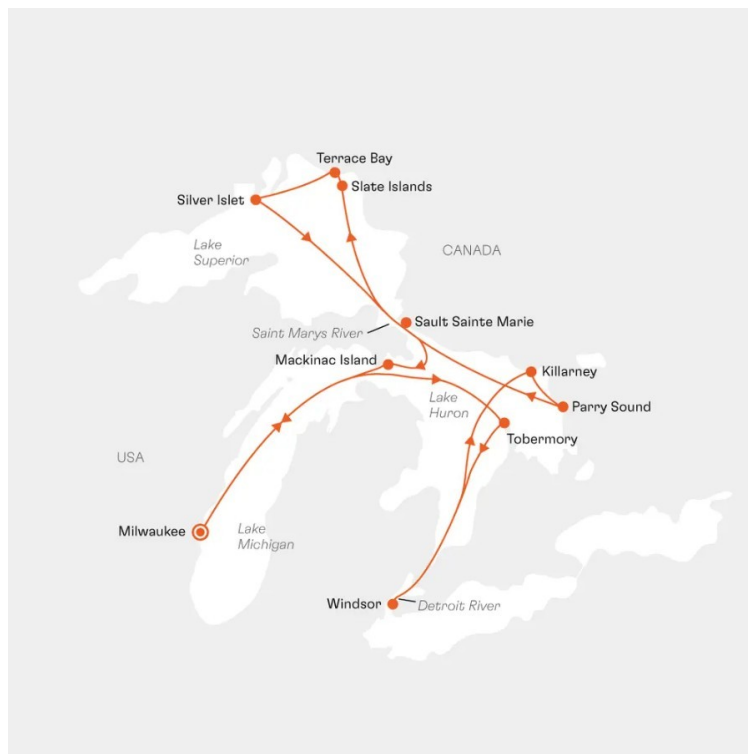 Terrace Bay
Slate Islands
Silver Islet
Lake
Superior
CANADA
Sault Sainte Marie
Saint Marys River
Mackinac Island
Killarney
Lake
Huron
Parry Sound
Tobermory
USA
Milwaukee
Lake
Michigan
Windsor
Detroit River